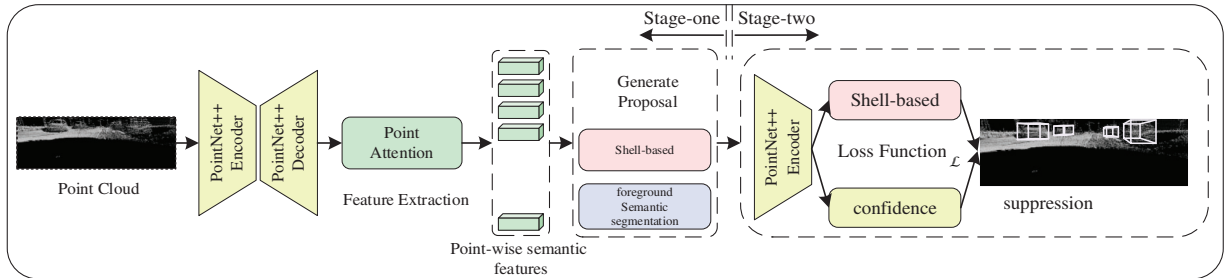 Stage-one
Stage-two
Point Cloud
PointNet++
Encoder
PointNet++
Decoder
Point
Attention
Feature Extraction
Point-wise semantic
features
Generate
Proposal
Shell-based
foreground
Semantic
segmentation
PointNet++
Encoder
Shell-based
Loss Function ℒ
confidence
suppression